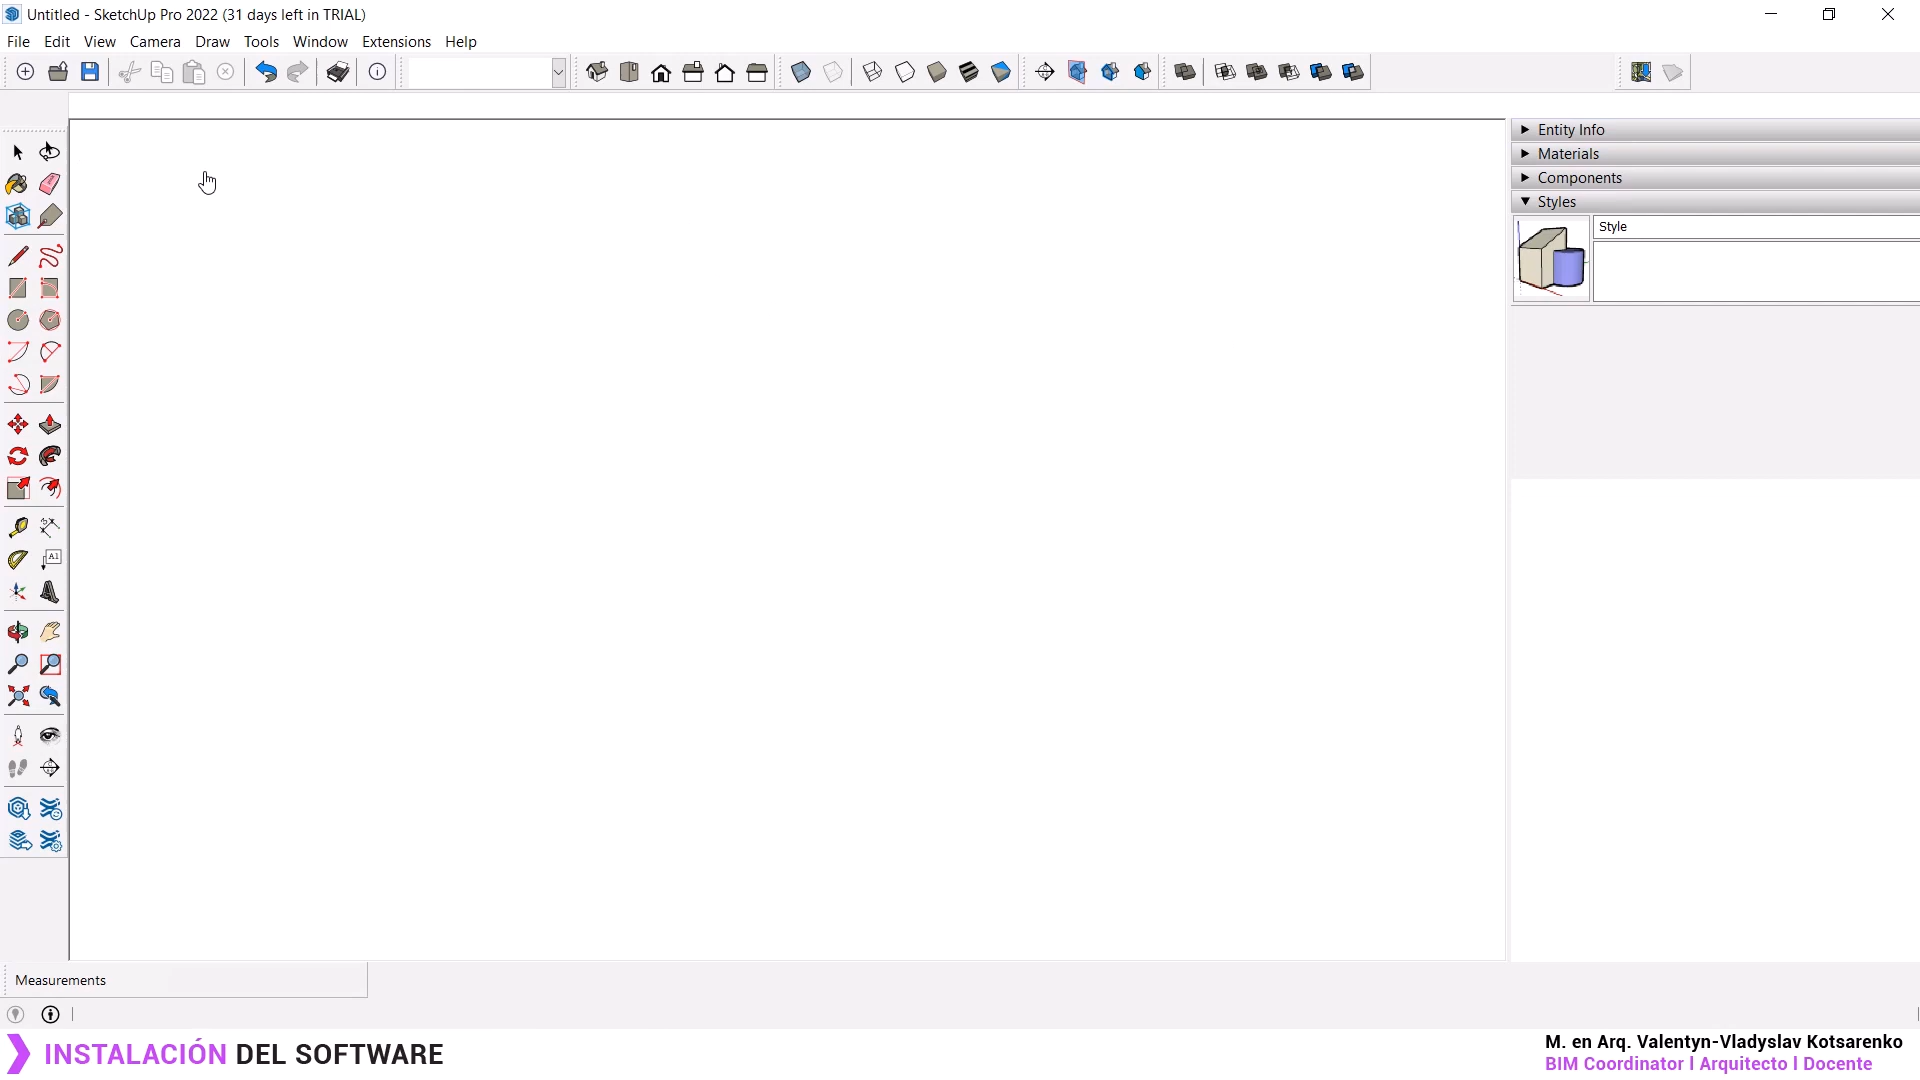 Untitled - SketchUp Pro 2022 (31 days left in TRIAL)
File Edit View Camera Draw Tools Window Extensions Help
Entity Info
Materials
Components
Styles
Style
A1
Measurements
INSTALACIÓN DEL SOFTWARE
M. en Arq. Valentyn-Vladyslav Kotsarenko
BIM Coordinator l Arquitecto l Docente